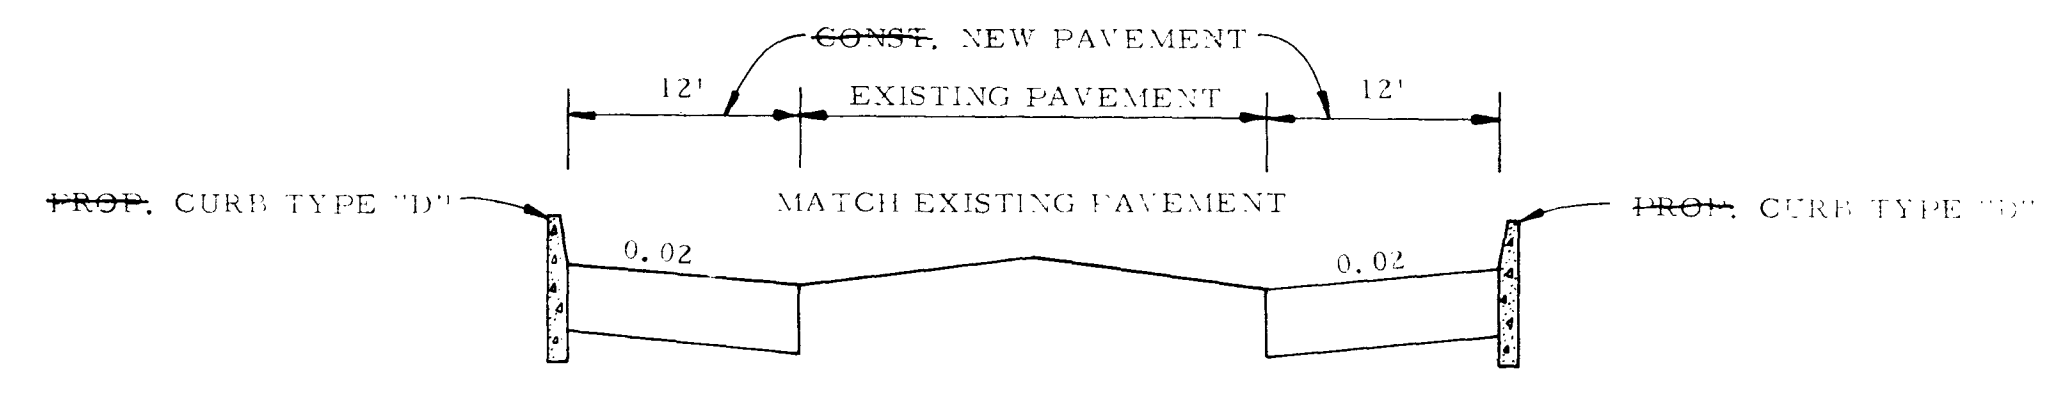 CONST. NEW PAVEMENT
12'
EXISTING PAVEMENT
12'
PROP. CURB TYPE "D"
MATCH EXISTING PAVEMENT
PROP. CURB TYPE "D"
0.02
0.02